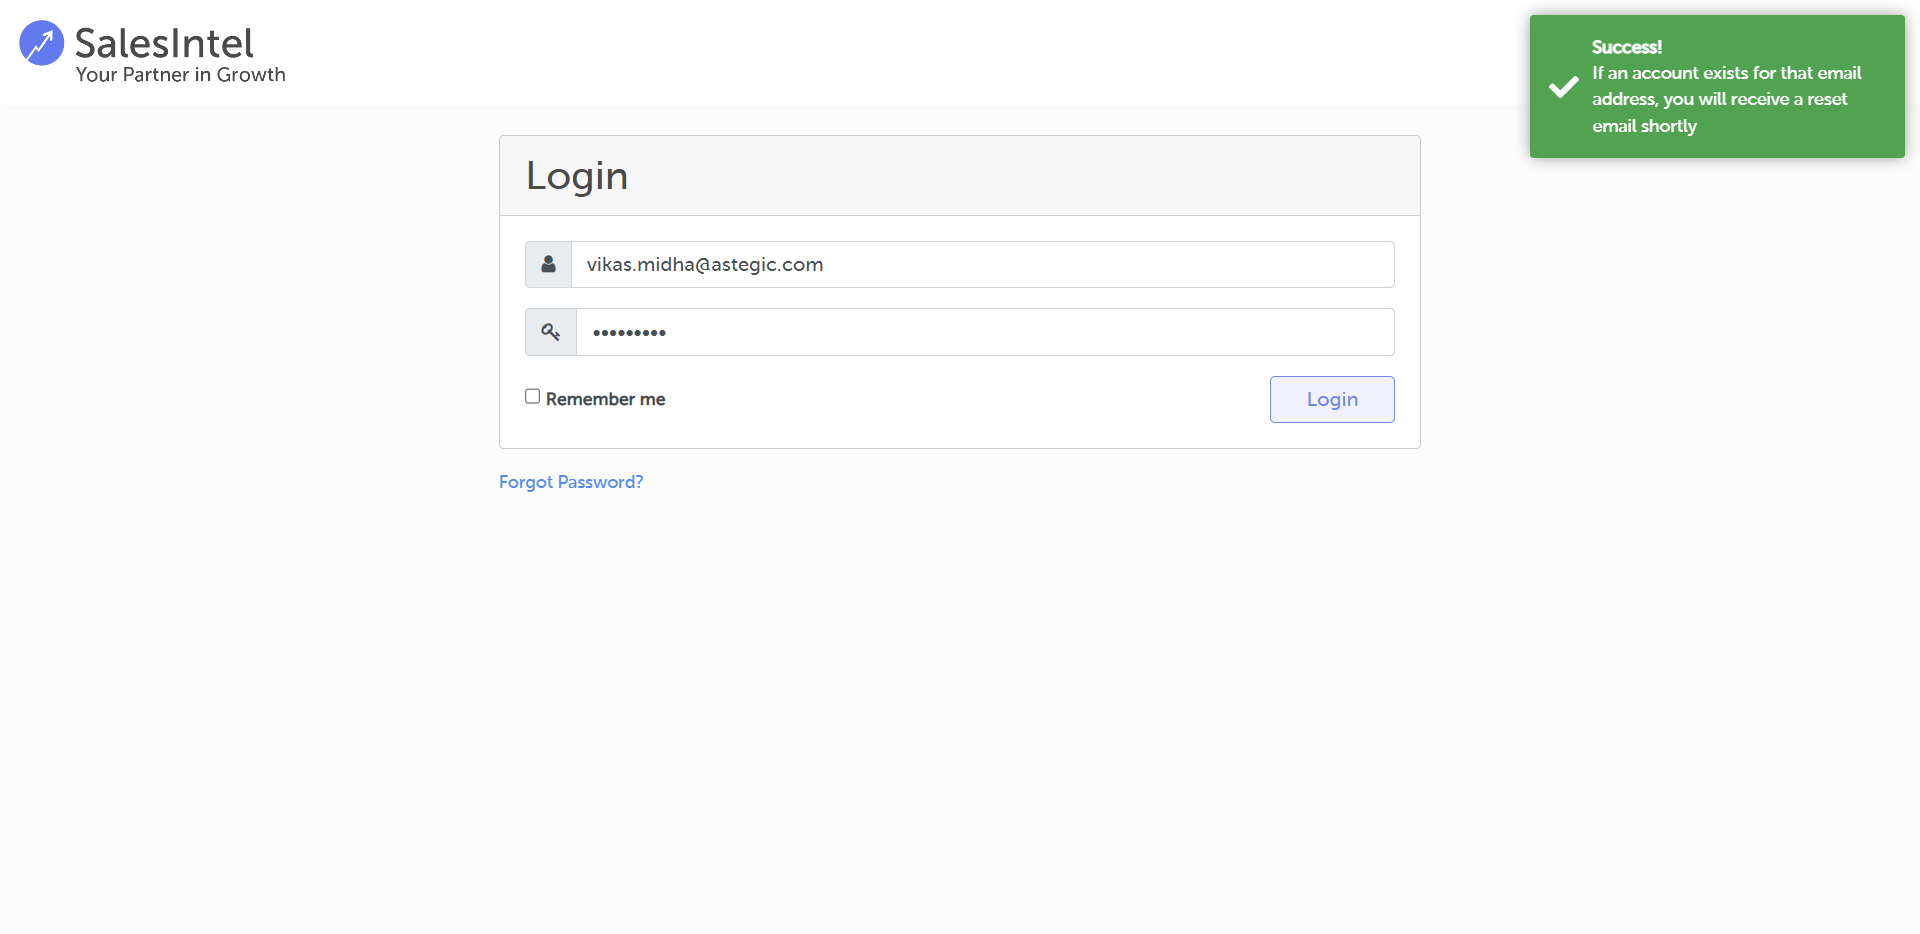 SalesIntel
Your Partner in Growth
Success!
If an account exists for that email
address, you will receive a reset
email shortly
Login
vikas.midha@astegic.com
•••••••••
Remember me
Login
Forgot Password?